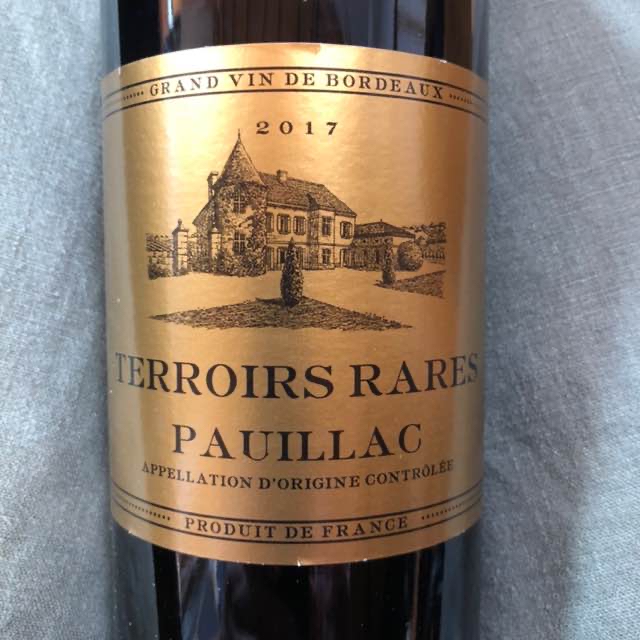 GRAND VIN DE BORDEAUX
2017
TERROIRS RARES
PAUILLAC
APPELLATION D'ORIGINE CONTRÔLÉE
PRODUIT DE FRANCE